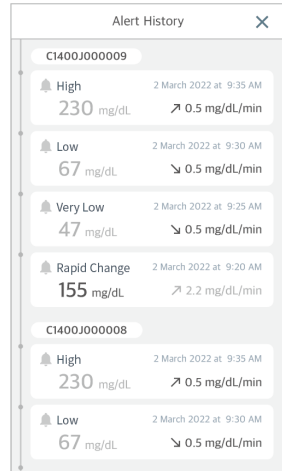 Alert History
C1400J000009
High 2 March 2022 at 9:35 AM
230 mg/dL ↗ 0.5 mg/dL/min
Low 2 March 2022 at 9:30 AM
67 mg/dL ↘ 0.5 mg/dL/min
Very Low 2 March 2022 at 9:25 AM
47 mg/dL ↘ 0.5 mg/dL/min
Rapid Change 2 March 2022 at 9:20 AM
155 mg/dL ↗ 2.2 mg/dL/min
C1400J000008
High 2 March 2022 at 9:35 AM
230 mg/dL ↗ 0.5 mg/dL/min
Low 2 March 2022 at 9:30 AM
67 mg/dL ↘ 0.5 mg/dL/min